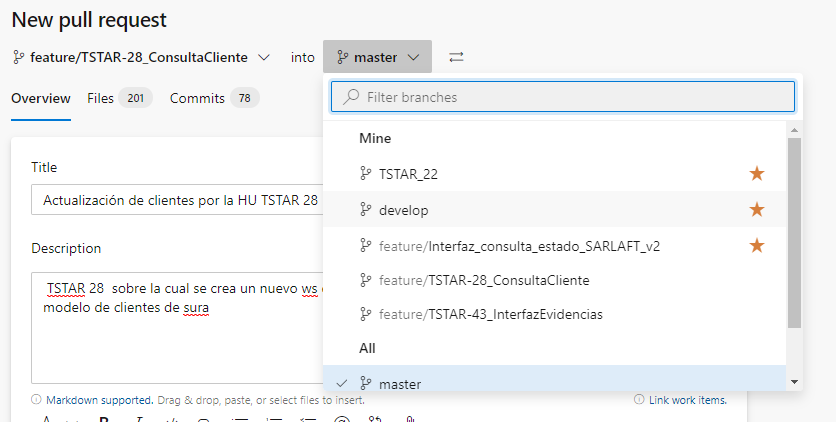 New pull request
feature/TSTAR-28_ConsultaCliente into master
Overview Files 201 Commits 78
Filter branches
Mine
TSTAR_22
develop
feature/Interfaz_consulta_estado_SARLAFT_v2
feature/TSTAR-28_ConsultaCliente
feature/TSTAR-43_InterfazEvidencias
All
master
Title
Actualización de clientes por la HU TSTAR 28
Description
TSTAR 28 sobre la cual se crea un nuevo ws
modelo de clientes de sura
Markdown supported. Drag & drop, paste, or select files to insert.
Link work items.